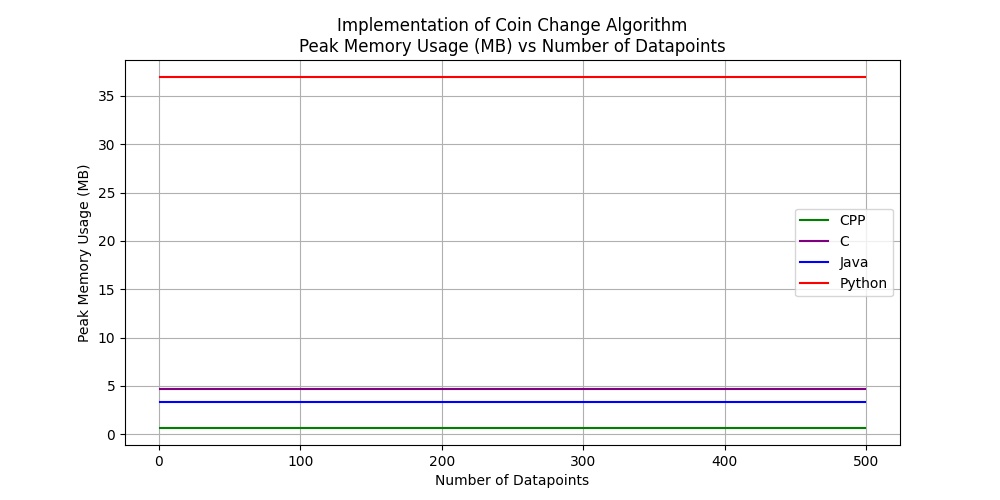 Implementation of Coin Change Algorithm
Peak Memory Usage (MB) vs Number of Datapoints
Peak Memory Usage (MB)
35
30
25
20
15
10
5
0
CPP
C
Java
Python
0 100 200 300 400 500
Number of Datapoints